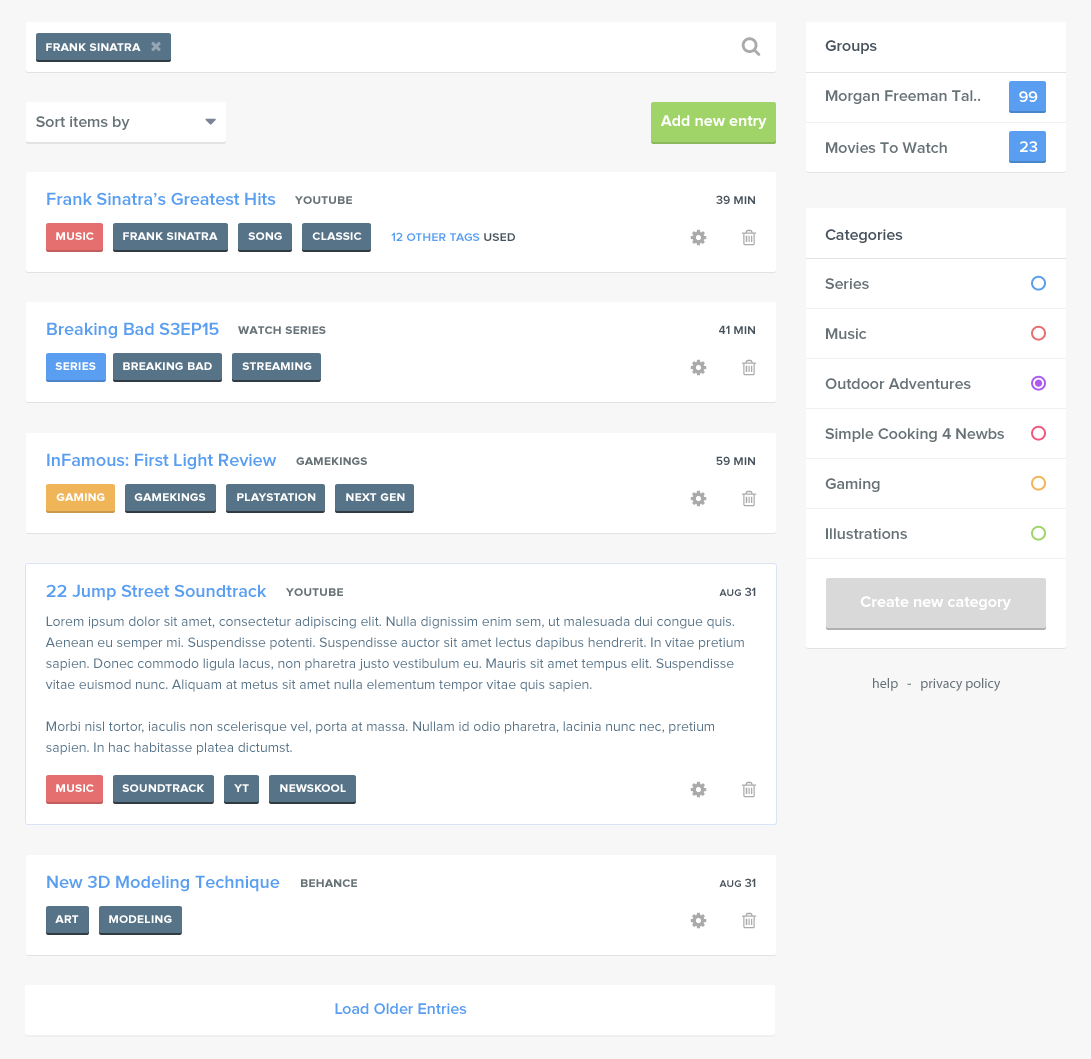 FRANK SINATRA
Sort items by
Add new entry
Frank Sinatra’s Greatest Hits YOUTUBE 39 MIN
MUSIC FRANK SINATRA SONG CLASSIC 12 OTHER TAGS USED
Breaking Bad S3EP15 WATCH SERIES 41 MIN
SERIES BREAKING BAD STREAMING
InFamous: First Light Review GAMEKINGS 59 MIN
GAMING GAMEKINGS PLAYSTATION NEXT GEN
22 Jump Street Soundtrack YOUTUBE AUG 31
Lorem ipsum dolor sit amet, consectetur adipiscing elit. Nulla dignissim enim sem, ut malesuada dui congue quis.
Aenean eu semper mi. Suspendisse potenti. Suspendisse auctor sit amet lectus dapibus hendrerit. In vitae pretium
sapien. Donec commodo ligula lacus, non pharetra justo vestibulum eu. Mauris sit amet tempus elit. Suspendisse
vitae euismod nunc. Aliquam at metus sit amet nulla elementum tempor vitae quis sapien.
Morbi nisl tortor, iaculis non scelerisque vel, porta at massa. Nullam id odio pharetra, lacinia nunc nec, pretium
sapien. In hac habitasse platea dictumst.
MUSIC SOUNDTRACK YT NEWSKOOL
New 3D Modeling Technique BEHANCE AUG 31
ART MODELING
Load Older Entries
Groups
Morgan Freeman Tal.. 99
Movies To Watch 23
Categories
Series
Music
Outdoor Adventures
Simple Cooking 4 Newbs
Gaming
Illustrations
Create new category
help - privacy policy